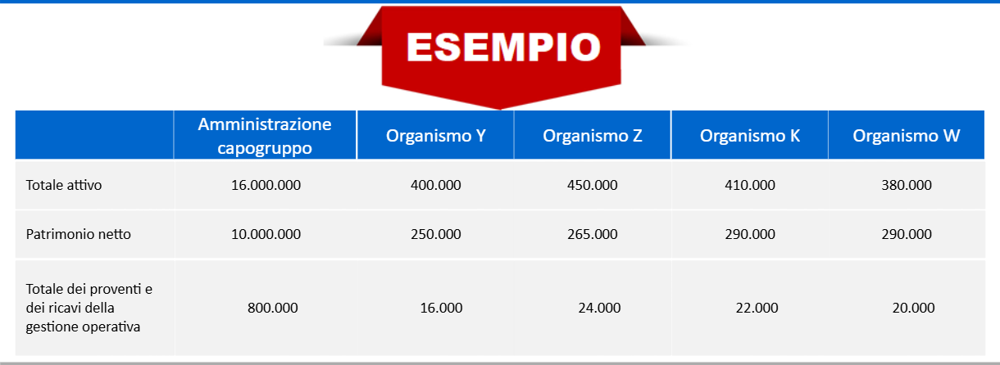 ESEMPIO
Amministrazione
capogruppo
Organismo Y
Organismo Z
Organismo K
Organismo W
Totale attivo
16.000.000
400.000
450.000
410.000
380.000
Patrimonio netto
10.000.000
250.000
265.000
290.000
290.000
Totale dei proventi e
dei ricavi della
gestione operativa
800.000
16.000
24.000
22.000
20.000